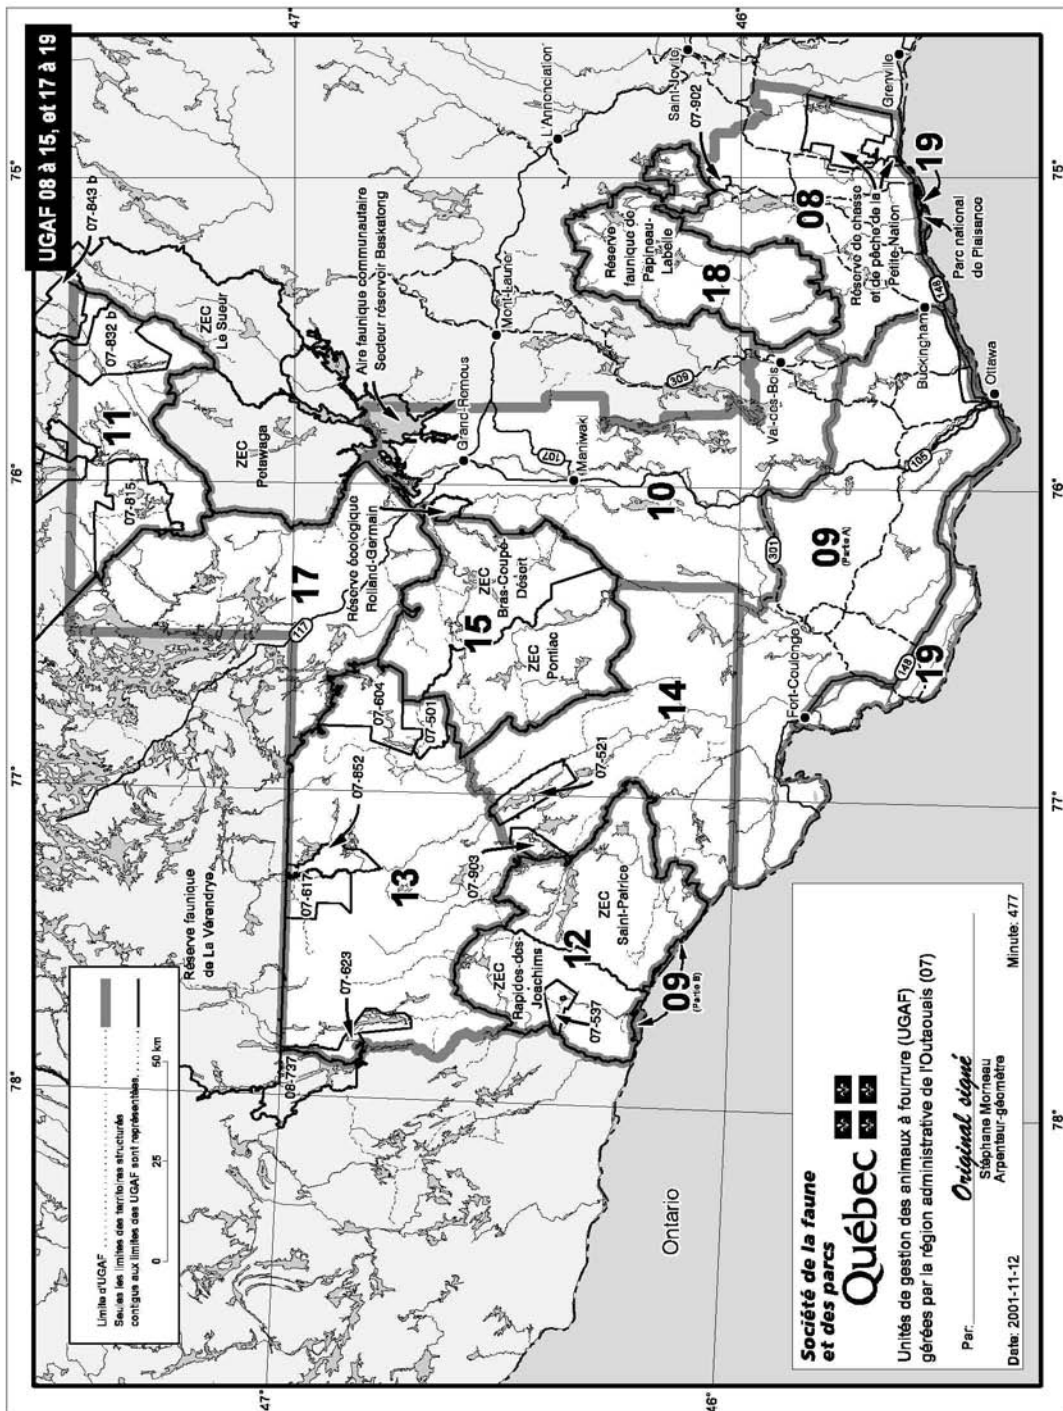 UGAF 08 à 15, et 17 à 19
78°
77°
76°
75°
47°
47°
46°
46°
78°
77°
76°
75°
Limite d'UGAF
Seules les limites des territoires structurés
contigus aux limites des UGAF sont représentées.
0
25
50 km
Réserve faunique
de La Vérendrye
07-843 b
07-832 b
11
07-815
ZEC
Le Sueur
ZEC
Petawaga
Aire faunique communautaire
Secteur réservoir Baskatong
17
117
Réserve écologique
Rolland-Germain
08-737
07-623
07-617
07-852
13
07-604
07-501
07-903
07-521
15
ZEC
Bras-Coupé-
Désert
ZEC
Pontiac
Grand-Remous
Mont-Laurier
L'Annonciation
107
Maniwaki
10
309
Réserve
faunique de
Papineau-
Labelle
18
Saint-Jovite
07-902
ZEC
Rapides-des-
Joachims
12
ZEC
Saint-Patrice
07-537
09
(Partie B)
14
301
Val-des-Bois
08
Réserve de chasse
et de pêche de la
Petite-Nation
Grenville
19
Parc national
de Plaisance
148
Buckingham
Ottawa
105
09
(Partie A)
Fort-Coulonge
148
19
Ontario
Société de la faune
et des parcs
Québec
Unités de gestion des animaux à fourrure (UGAF)
gérées par la région administrative de l'Outaouais (07)
Par:
Original signé
Stéphane Morneau
Arpenteur-géomètre
Date: 2001-11-12
Minute: 477